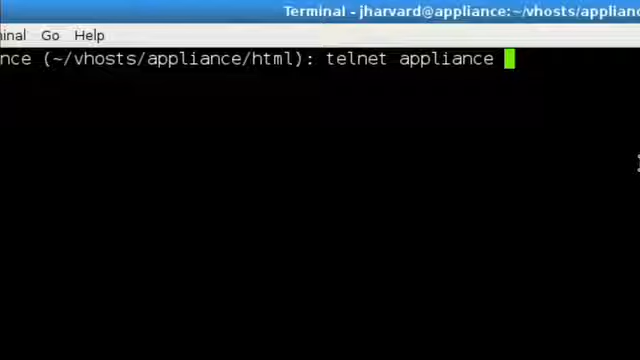 Terminal - jharvard@appliance:~/vhosts/applianc
inal Go Help
nce (~/vhosts/appliance/html): telnet appliance